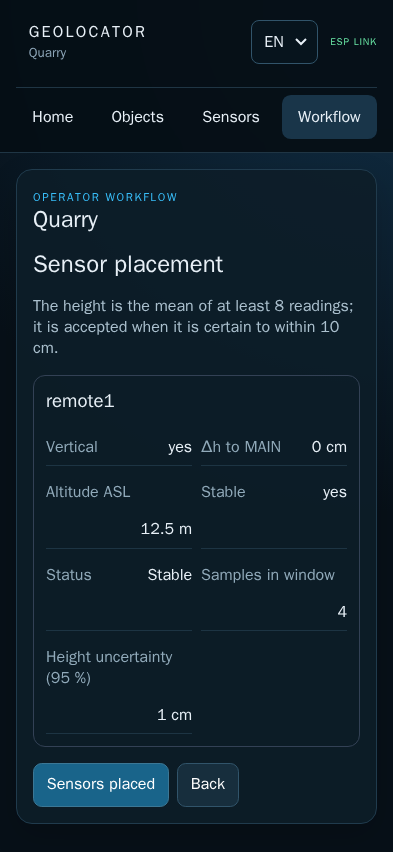 GEOLOCATOR
Quarry
EN
ESP LINK
Home Objects Sensors Workflow
OPERATOR WORKFLOW
Quarry
Sensor placement
The height is the mean of at least 8 readings;
it is accepted when it is certain to within 10
cm.
remote1
Vertical yes Δh to MAIN 0 cm
Altitude ASL Stable yes
12.5 m
Status Stable Samples in window
4
Height uncertainty
(95 %)
1 cm
Sensors placed Back